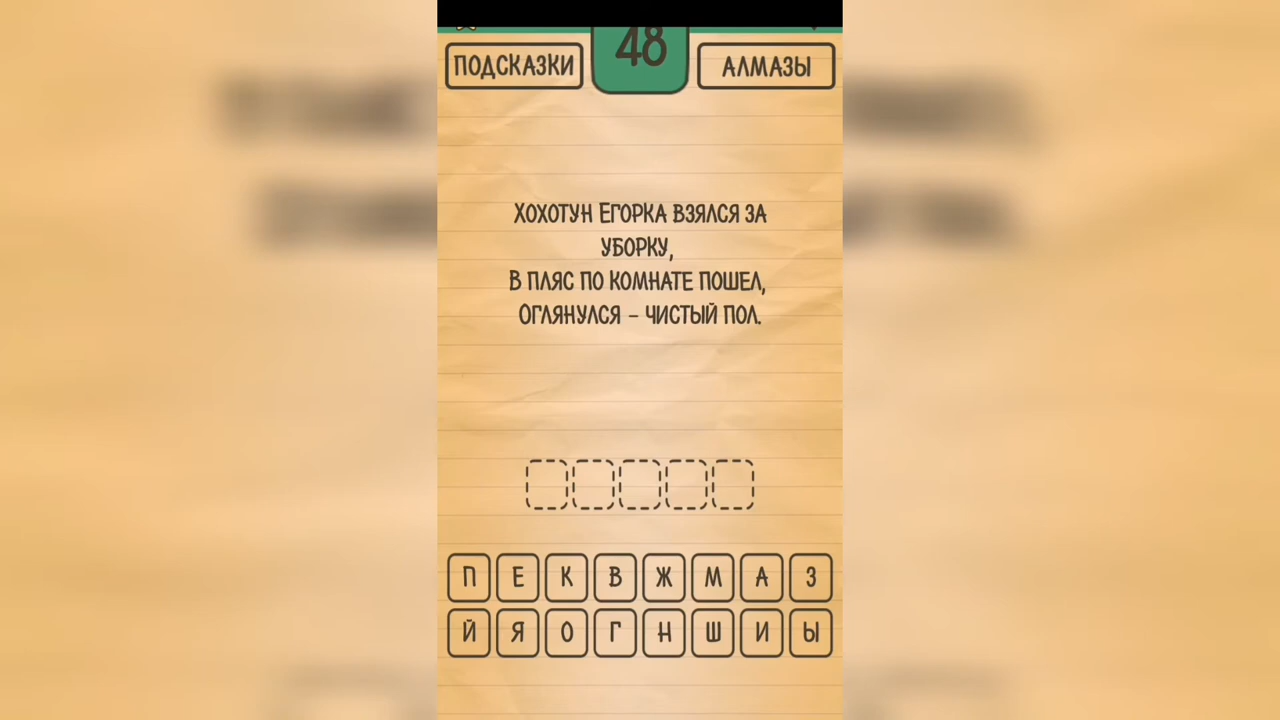 48
ПОДСКАЗКИ
АЛМАЗЫ
ХОХОТУН ЕГОРКА ВЗЯЛСЯ ЗА
УБОРКУ,
В ПЛЯС ПО КОМНАТЕ ПОШЕЛ,
ОГЛЯНУЛСЯ - ЧИСТЫЙ ПОЛ.
П Е К В Ж М А З
Й Я О Г Н Ш И Ы